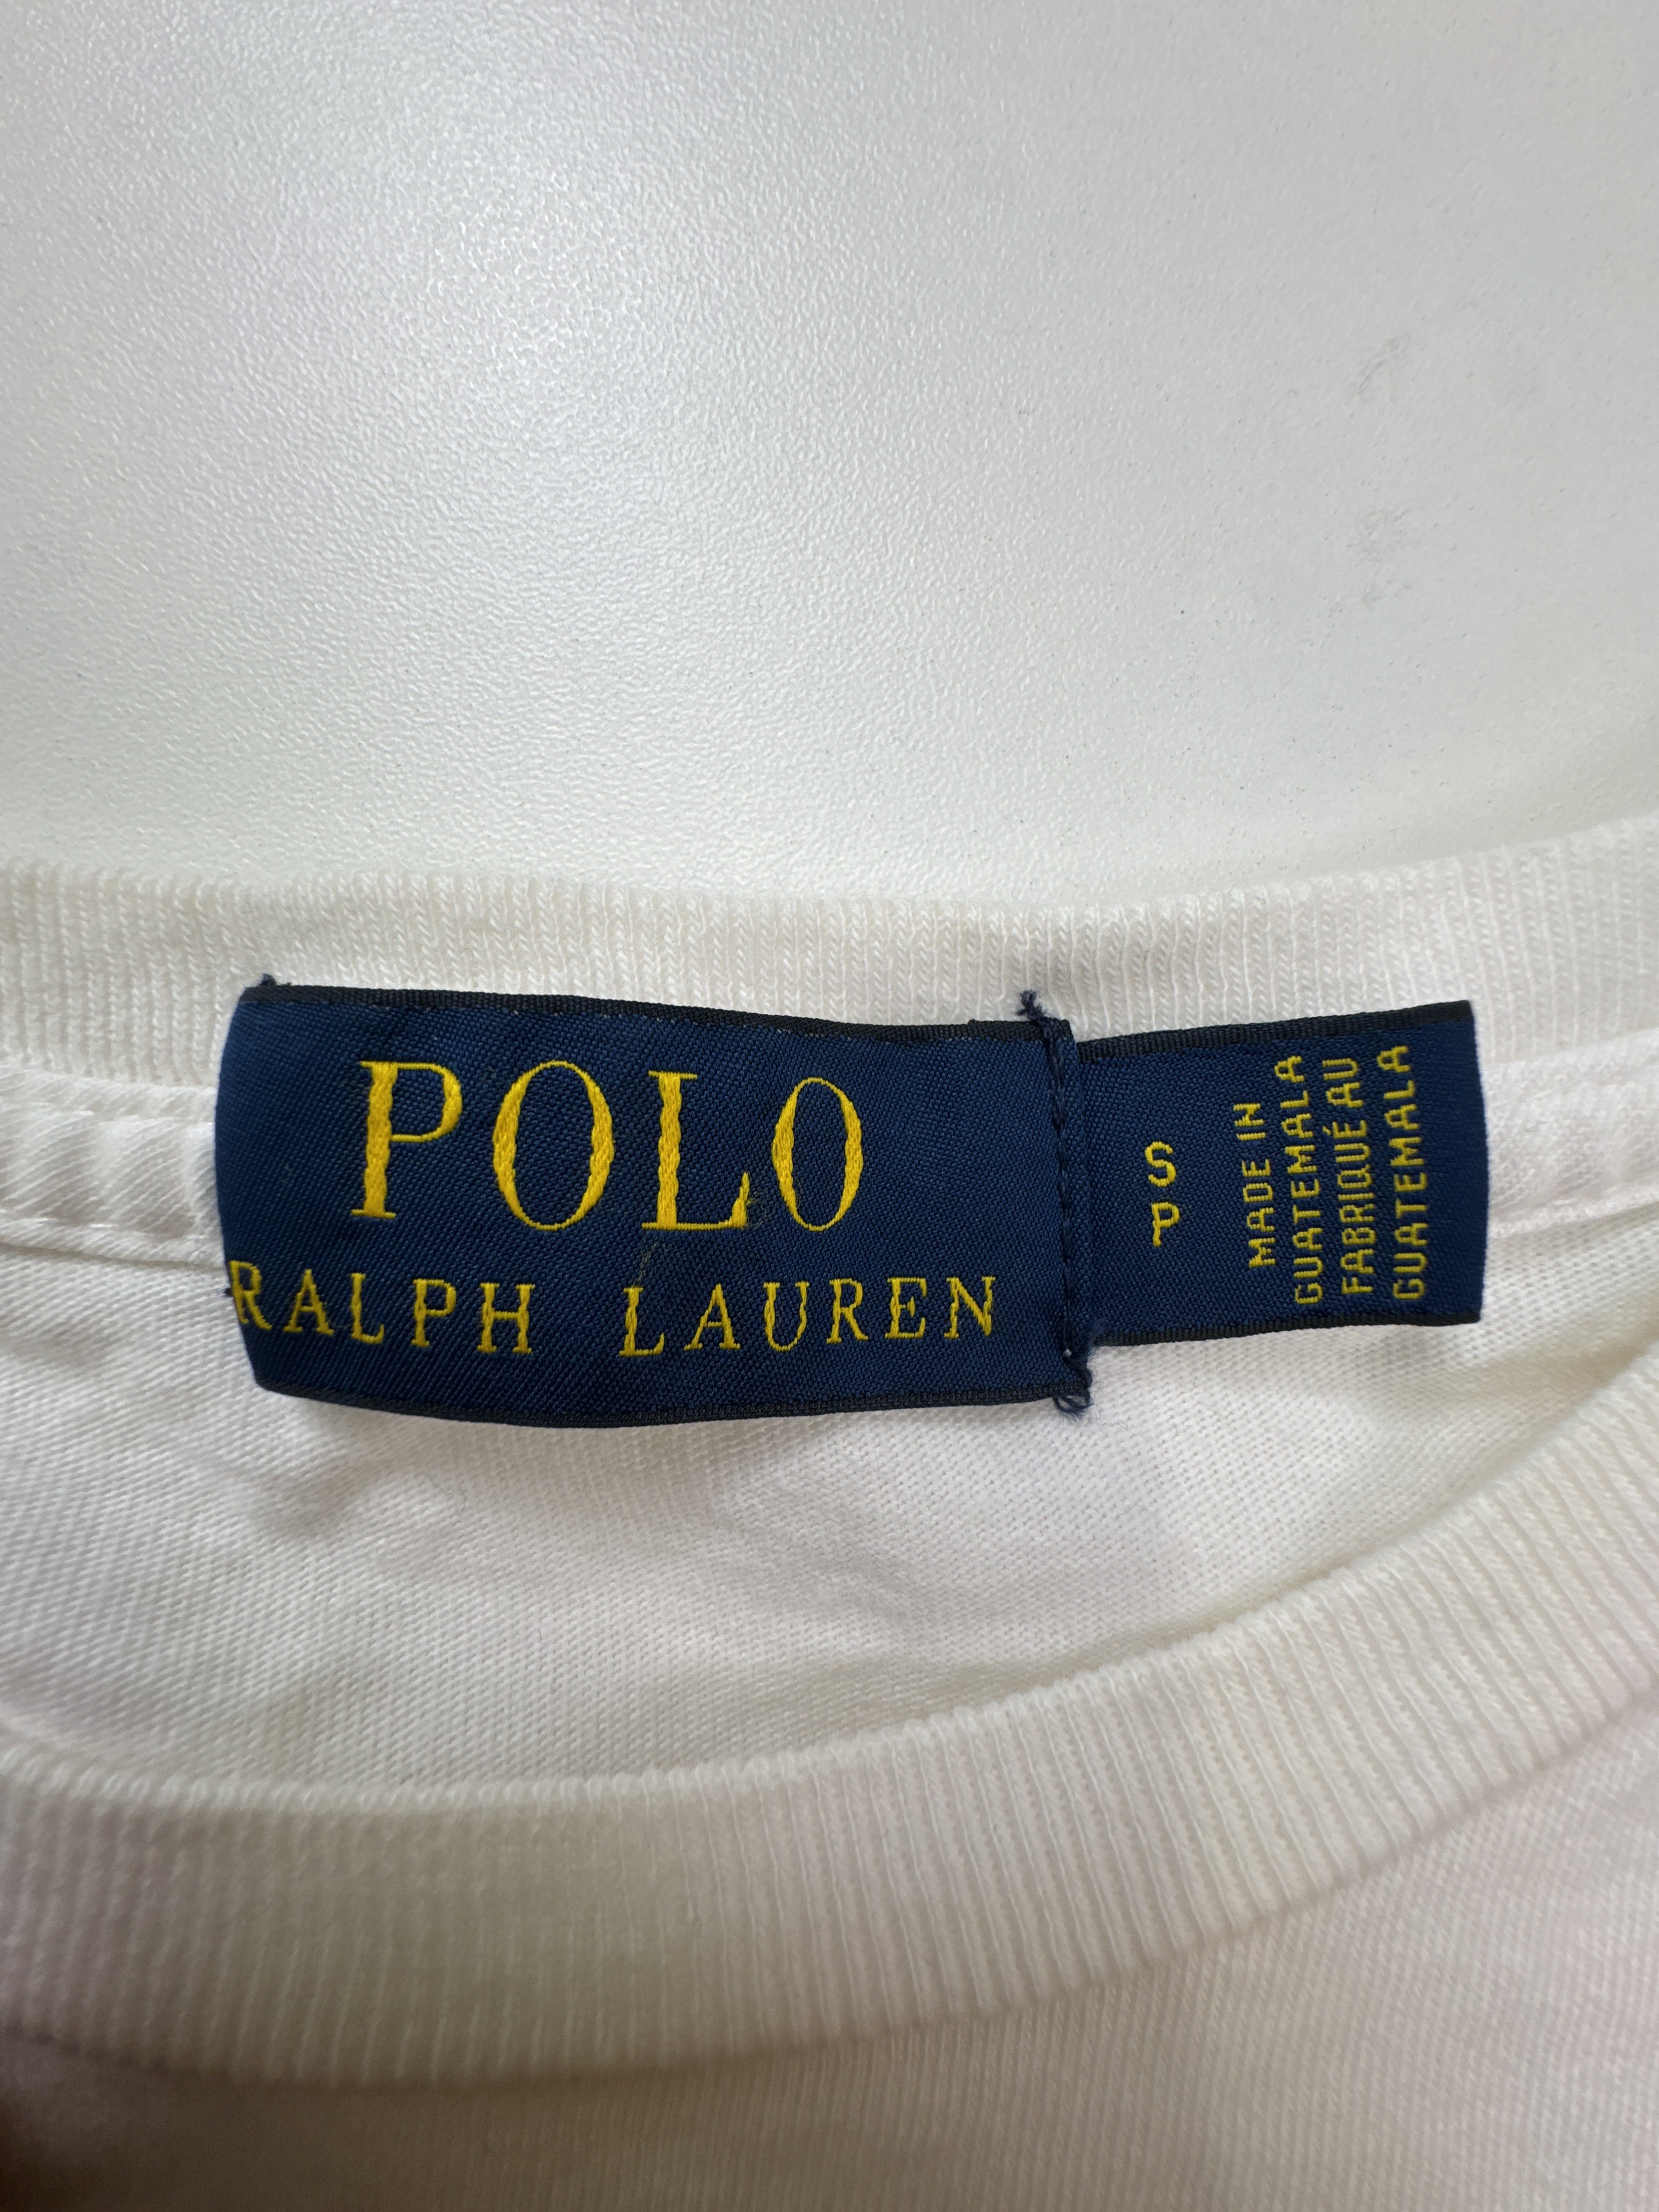 POLO
RALPH LAUREN
S
P
MADE IN
GUATEMALA
FABRIQUÉ AU
GUATEMALA